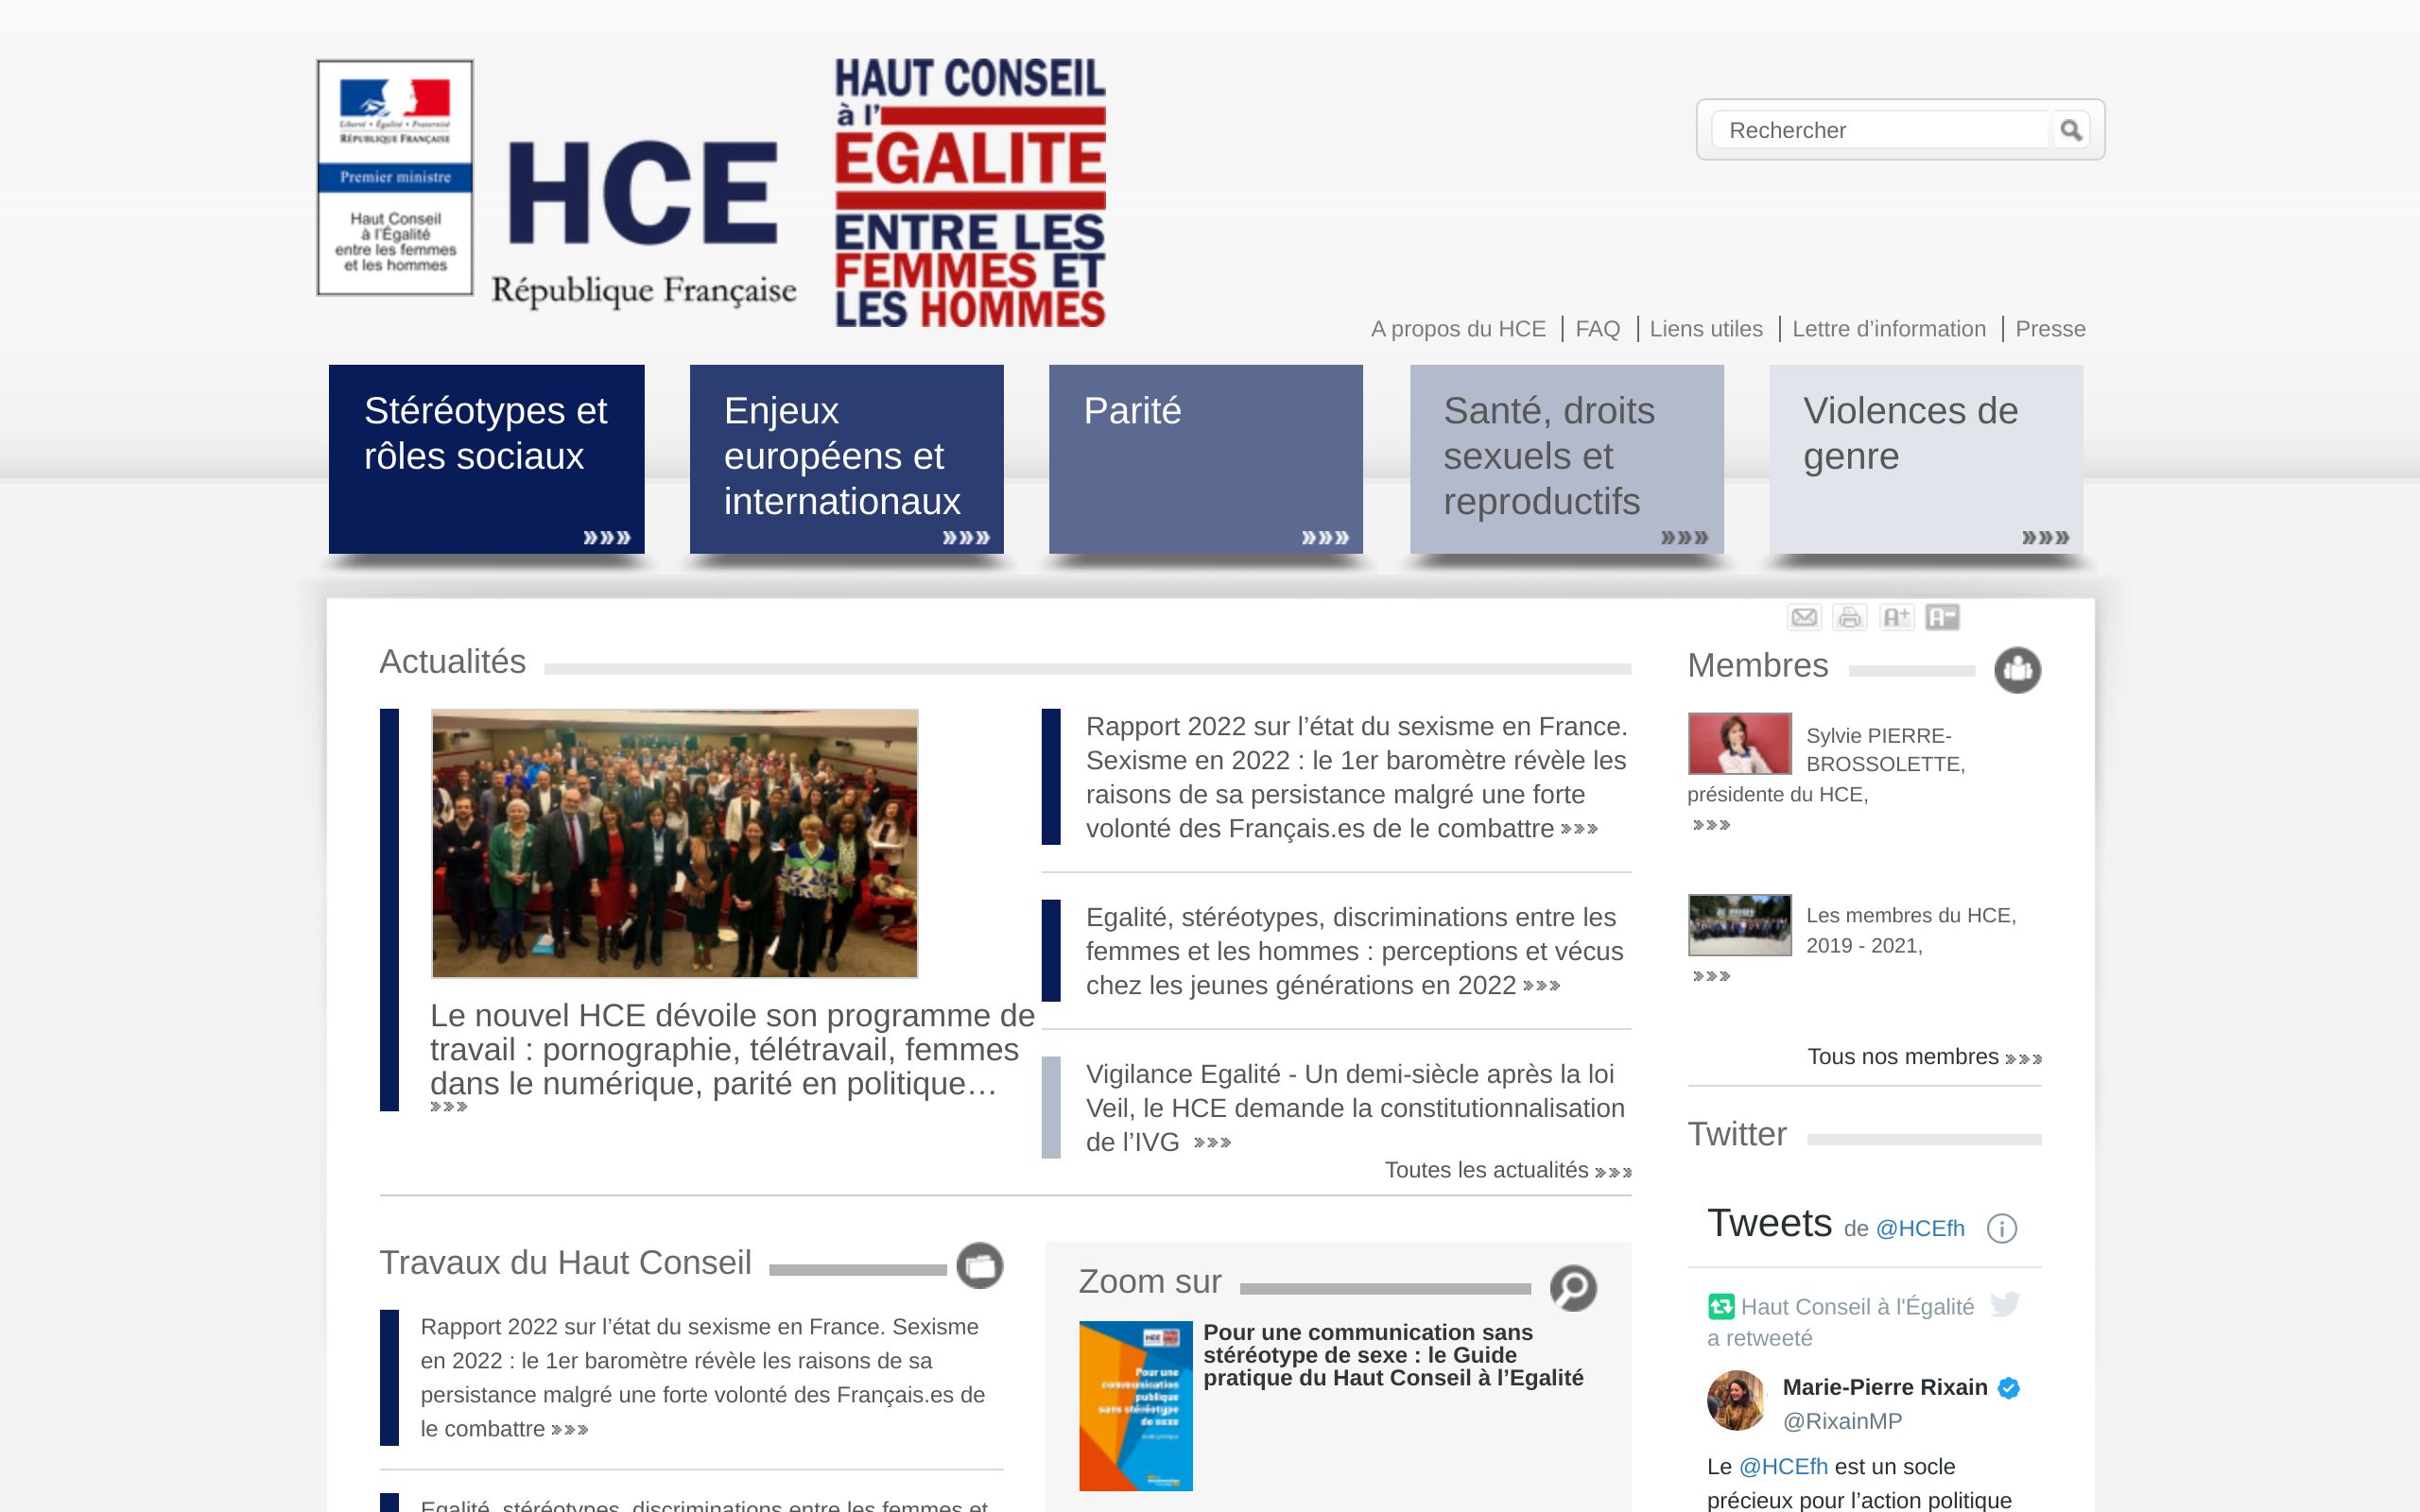 Liberté • Égalité • Fraternité
RÉPUBLIQUE FRANÇAISE
Premier ministre
Haut Conseil
à l'Égalité
entre les femmes
et les hommes
HCE
République Française
HAUT CONSEIL
à l'
EGALITE
ENTRE LES
FEMMES ET
LES HOMMES
Rechercher
A propos du HCE
FAQ
Liens utiles
Lettre d’information
Presse
Stéréotypes et
rôles sociaux
Enjeux
européens et
internationaux
Parité
Santé, droits
sexuels et
reproductifs
Violences de
genre
A+
A-
Actualités
Le nouvel HCE dévoile son programme de
travail : pornographie, télétravail, femmes
dans le numérique, parité en politique…
Rapport 2022 sur l’état du sexisme en France.
Sexisme en 2022 : le 1er baromètre révèle les
raisons de sa persistance malgré une forte
volonté des Français.es de le combattre
Egalité, stéréotypes, discriminations entre les
femmes et les hommes : perceptions et vécus
chez les jeunes générations en 2022
Vigilance Egalité - Un demi-siècle après la loi
Veil, le HCE demande la constitutionnalisation
de l’IVG
Toutes les actualités
Membres
Sylvie PIERRE-
BROSSOLETTE,
présidente du HCE,
Les membres du HCE,
2019 - 2021,
Tous nos membres
Twitter
Tweets de @HCEfh
Haut Conseil à l'Égalité
a retweeté
Marie-Pierre Rixain
@RixainMP
Le @HCEfh est un socle
précieux pour l’action politique
Travaux du Haut Conseil
Rapport 2022 sur l’état du sexisme en France. Sexisme
en 2022 : le 1er baromètre révèle les raisons de sa
persistance malgré une forte volonté des Français.es de
le combattre
Egalité, stéréotypes, discriminations entre les femmes et
Zoom sur
HCE
Pour une
communication
publique
sans stéréotype
de sexe
Pour une communication sans
stéréotype de sexe : le Guide
pratique du Haut Conseil à l’Egalité